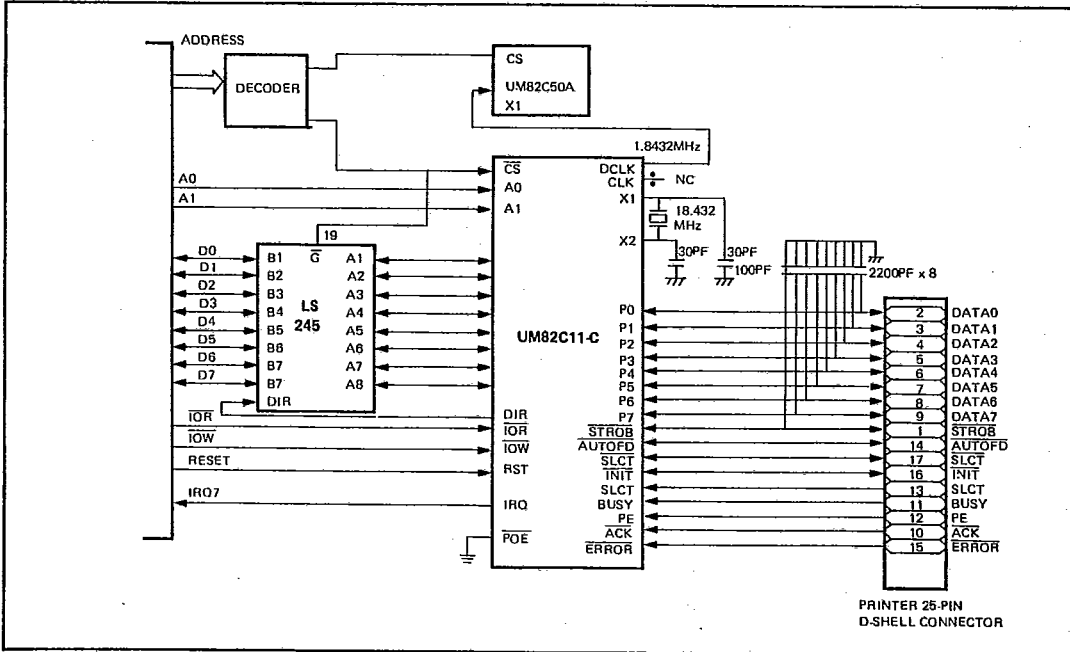 ADDRESS
DECODER
CS
UM82C50A
X1
1.8432MHz
A0
A1
CS
A0
A1
DCLK
CLK
NC
X1
18.432
MHz
X2
30PF
30PF
100PF
2200PF x 8
19
G
D0
D1
D2
D3
D4
D5
D6
D7
B1
B2
B3
B4
B5
B6
B7
B7
DIR
LS
245
A1
A2
A3
A4
A5
A6
A7
A8
UM82C11-C
IOR
IOW
RESET
IRQ7
DIR
IOR
IOW
RST
IRQ
POE
P0
P1
P2
P3
P4
P5
P6
P7
STROB
AUTOFD
SLCT
INIT
SLCT
BUSY
PE
ACK
ERROR
2 DATA0
3 DATA1
4 DATA2
5 DATA3
6 DATA4
7 DATA5
8 DATA6
9 DATA7
1 STROB
14 AUTOFD
17 SLCT
16 INIT
13 SLCT
11 BUSY
12 PE
10 ACK
15 ERROR
PRINTER 25-PIN
D-SHELL CONNECTOR